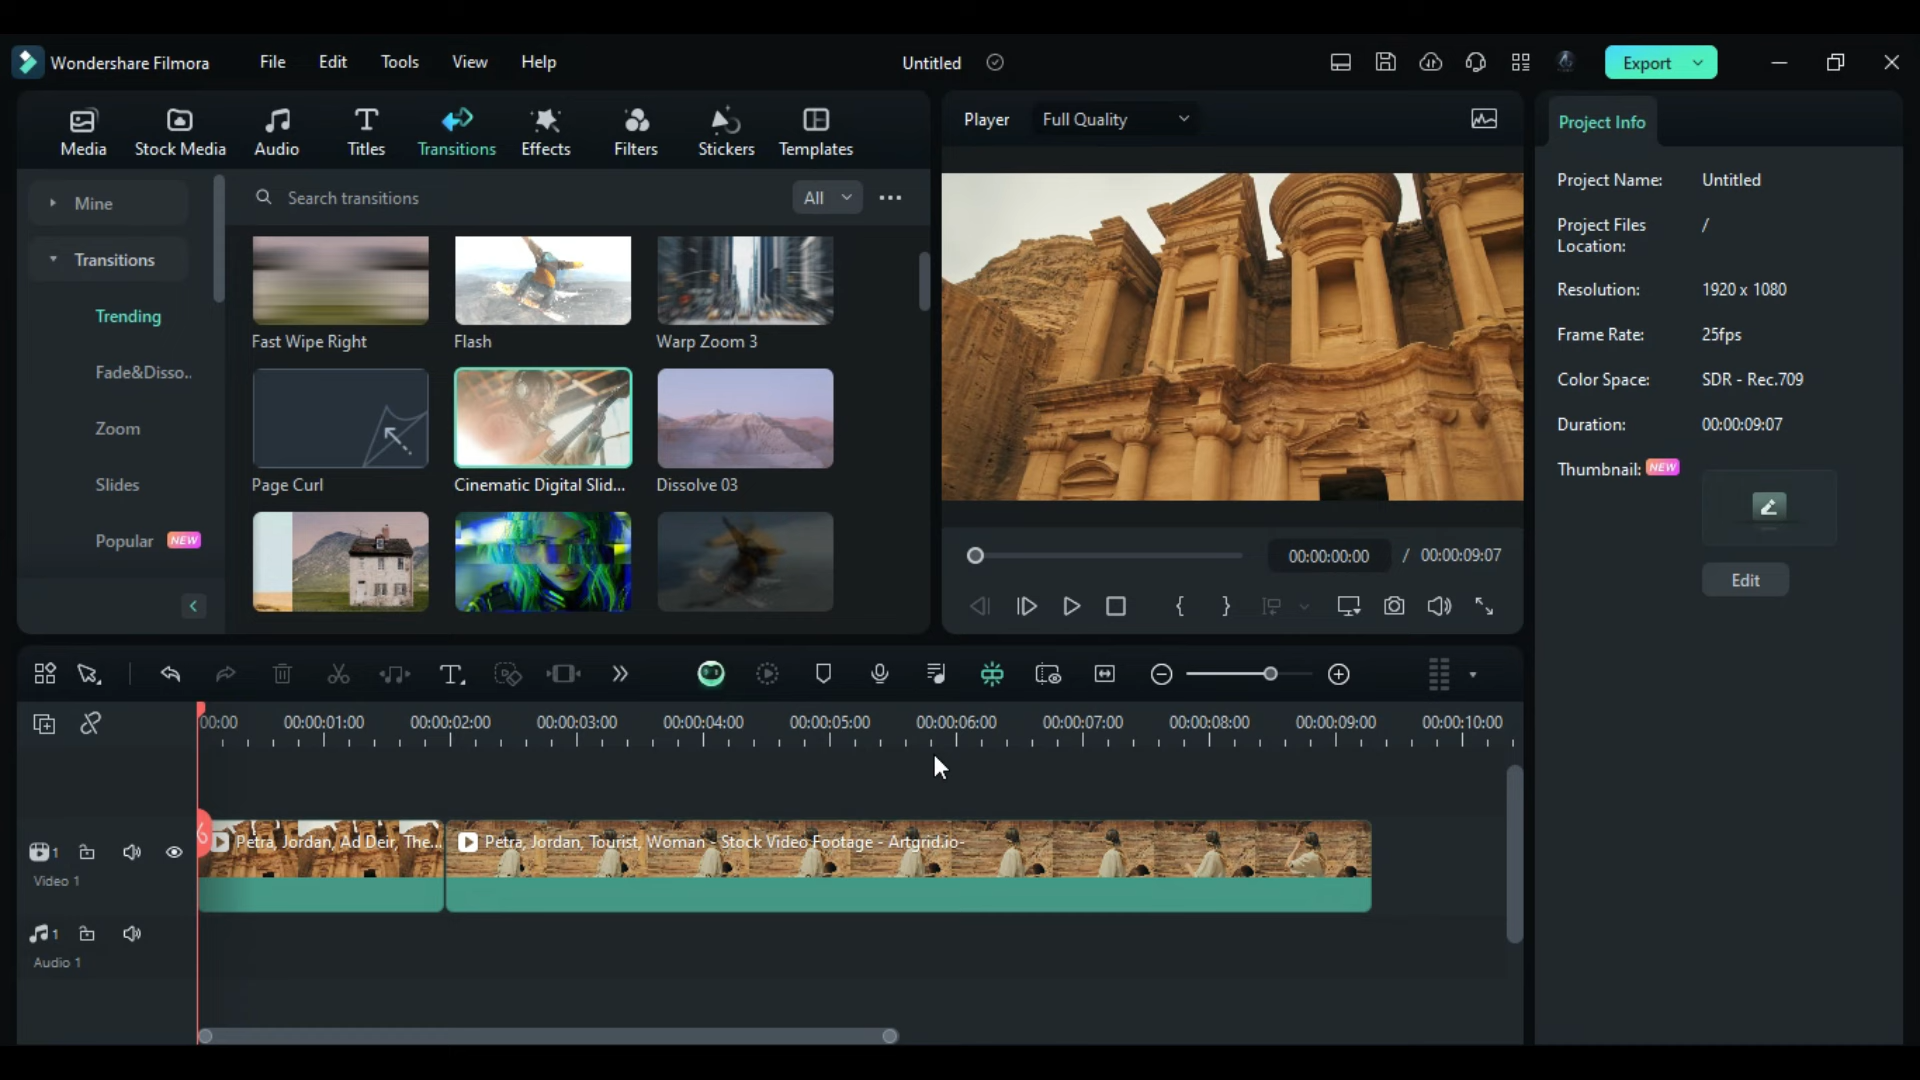 Wondershare Filmora
File
Edit
Tools
View
Help
Untitled
Export
Media
Stock Media
Audio
Titles
Transitions
Effects
Filters
Stickers
Templates
Player
Full Quality
Project Info
Mine
Transitions
Trending
Fade&Disso..
Zoom
Slides
Popular NEW
Search transitions
All
Fast Wipe Right
Flash
Warp Zoom 3
Page Curl
Cinematic Digital Slid...
Dissolve 03
00:00:00:00 / 00:00:09:07
Project Name: Untitled
Project Files Location: /
Resolution: 1920 x 1080
Frame Rate: 25fps
Color Space: SDR - Rec.709
Duration: 00:00:09:07
Thumbnail: NEW
Edit
00:00
00:00:01:00
00:00:02:00
00:00:03:00
00:00:04:00
00:00:05:00
00:00:06:00
00:00:07:00
00:00:08:00
00:00:09:00
00:00:10:00
1
Video 1
Petra, Jordan, Ad Deir, The...
Petra, Jordan, Tourist, Woman - Stock Video Footage - Artgrid.io-
1
Audio 1